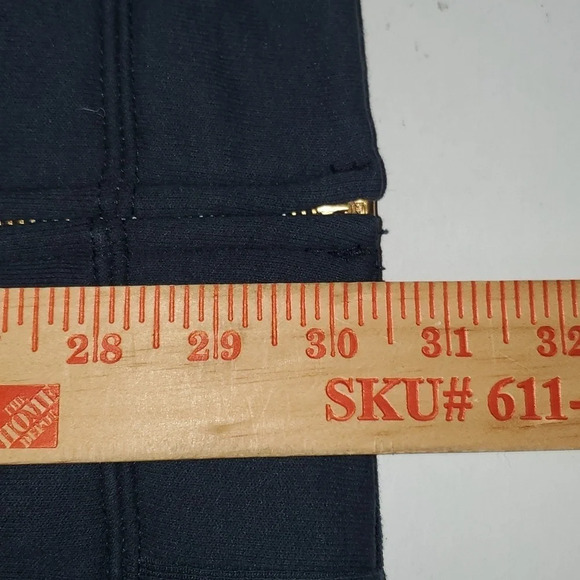 28 29 30 31 32
THE
HOME
DEPOT
SKU# 611-